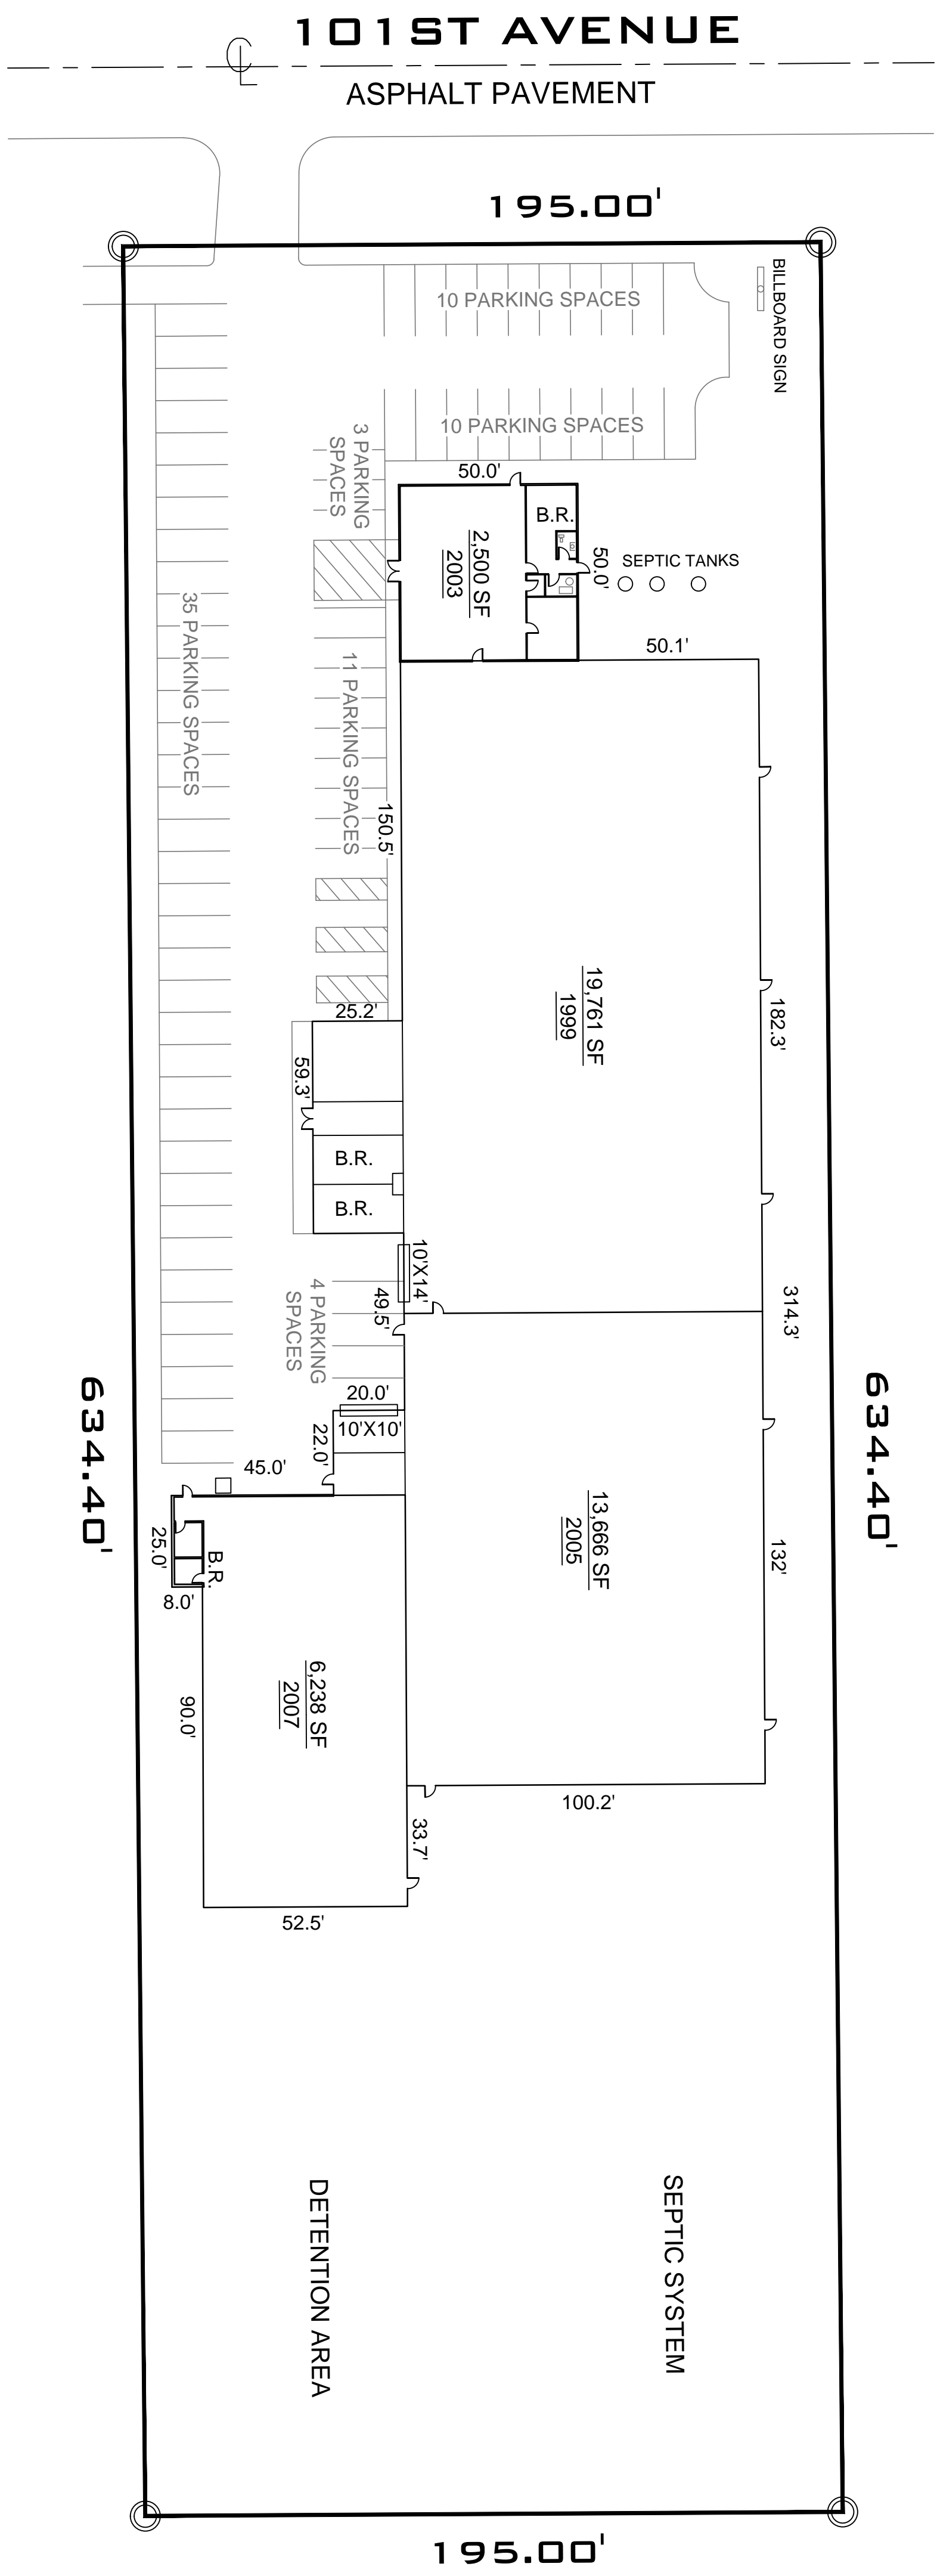 101ST AVENUE
CL
ASPHALT PAVEMENT
195.00'
BILLBOARD SIGN
10 PARKING SPACES
10 PARKING SPACES
3 PARKING
SPACES
50.0'
B.R.
2,500 SF
2003
50.0'
SEPTIC TANKS
35 PARKING SPACES
11 PARKING SPACES
50.1'
150.5'
19,761 SF
1999
182.3'
25.2'
59.3'
B.R.
B.R.
10'X14'
4 PARKING
SPACES
49.5'
314.3'
20.0'
10'X10'
22.0'
634.40'
634.40'
45.0'
25.0'
B.R.
8.0'
13,666 SF
2005
132'
6,238 SF
2007
90.0'
100.2'
33.7'
52.5'
DETENTION AREA
SEPTIC SYSTEM
195.00'